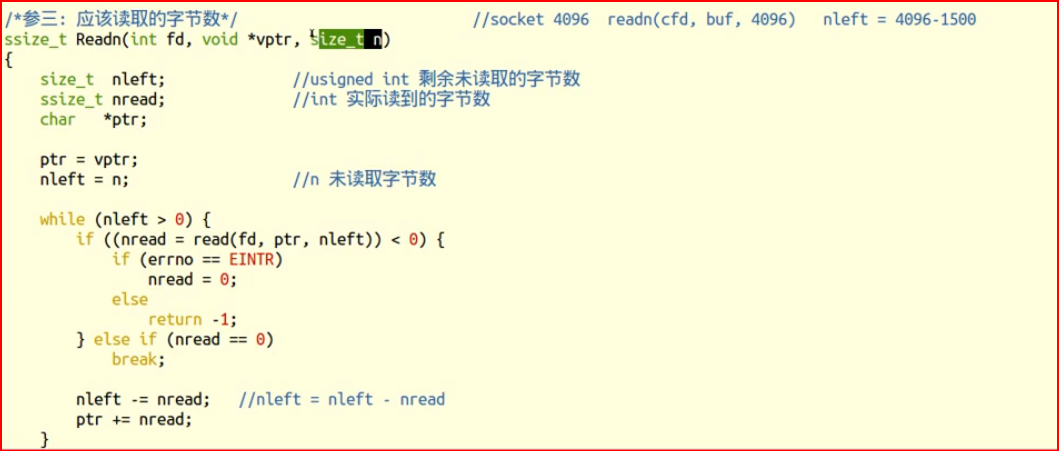 /*参三: 应该读取的字节数*/ //socket 4096 readn(cfd, buf, 4096) nleft = 4096-1500
ssize_t Readn(int fd, void *vptr, size_t n)
{
size_t nleft; //usigned int 剩余未读取的字节数
ssize_t nread; //int 实际读到的字节数
char *ptr;
ptr = vptr;
nleft = n; //n 未读取字节数
while (nleft > 0) {
if ((nread = read(fd, ptr, nleft)) < 0) {
if (errno == EINTR)
nread = 0;
else
return -1;
} else if (nread == 0)
break;
nleft -= nread; //nleft = nleft - nread
ptr += nread;
}